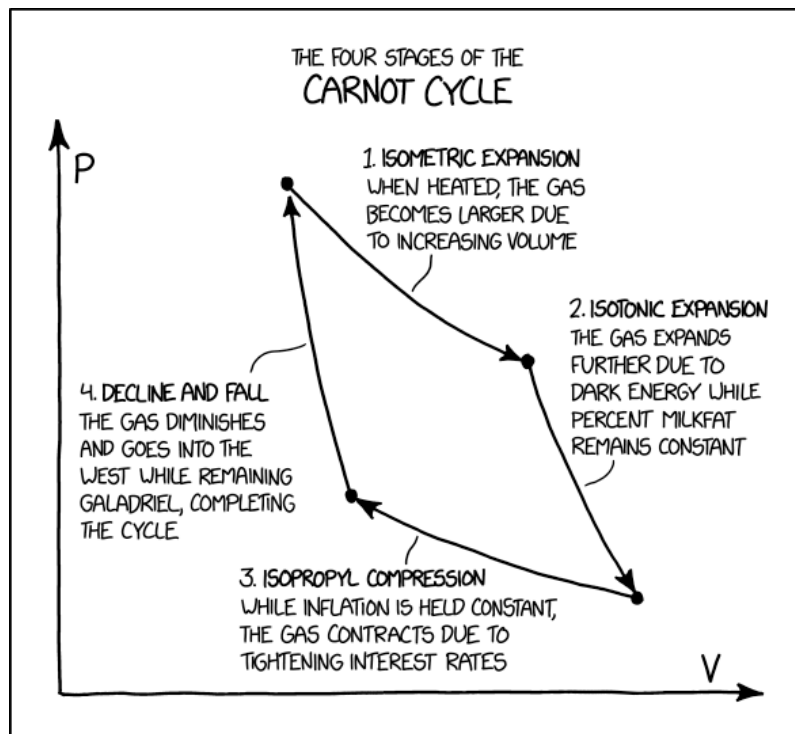 THE FOUR STAGES OF THE
CARNOT CYCLE
P
1. ISOMETRIC EXPANSION
WHEN HEATED, THE GAS
BECOMES LARGER DUE
TO INCREASING VOLUME
2. ISOTONIC EXPANSION
THE GAS EXPANDS
FURTHER DUE TO
DARK ENERGY WHILE
PERCENT MILKFAT
REMAINS CONSTANT
4. DECLINE AND FALL
THE GAS DIMINISHES
AND GOES INTO THE
WEST WHILE REMAINING
GALADRIEL, COMPLETING
THE CYCLE
3. ISOPROPYL COMPRESSION
WHILE INFLATION IS HELD CONSTANT,
THE GAS CONTRACTS DUE TO
TIGHTENING INTEREST RATES
V